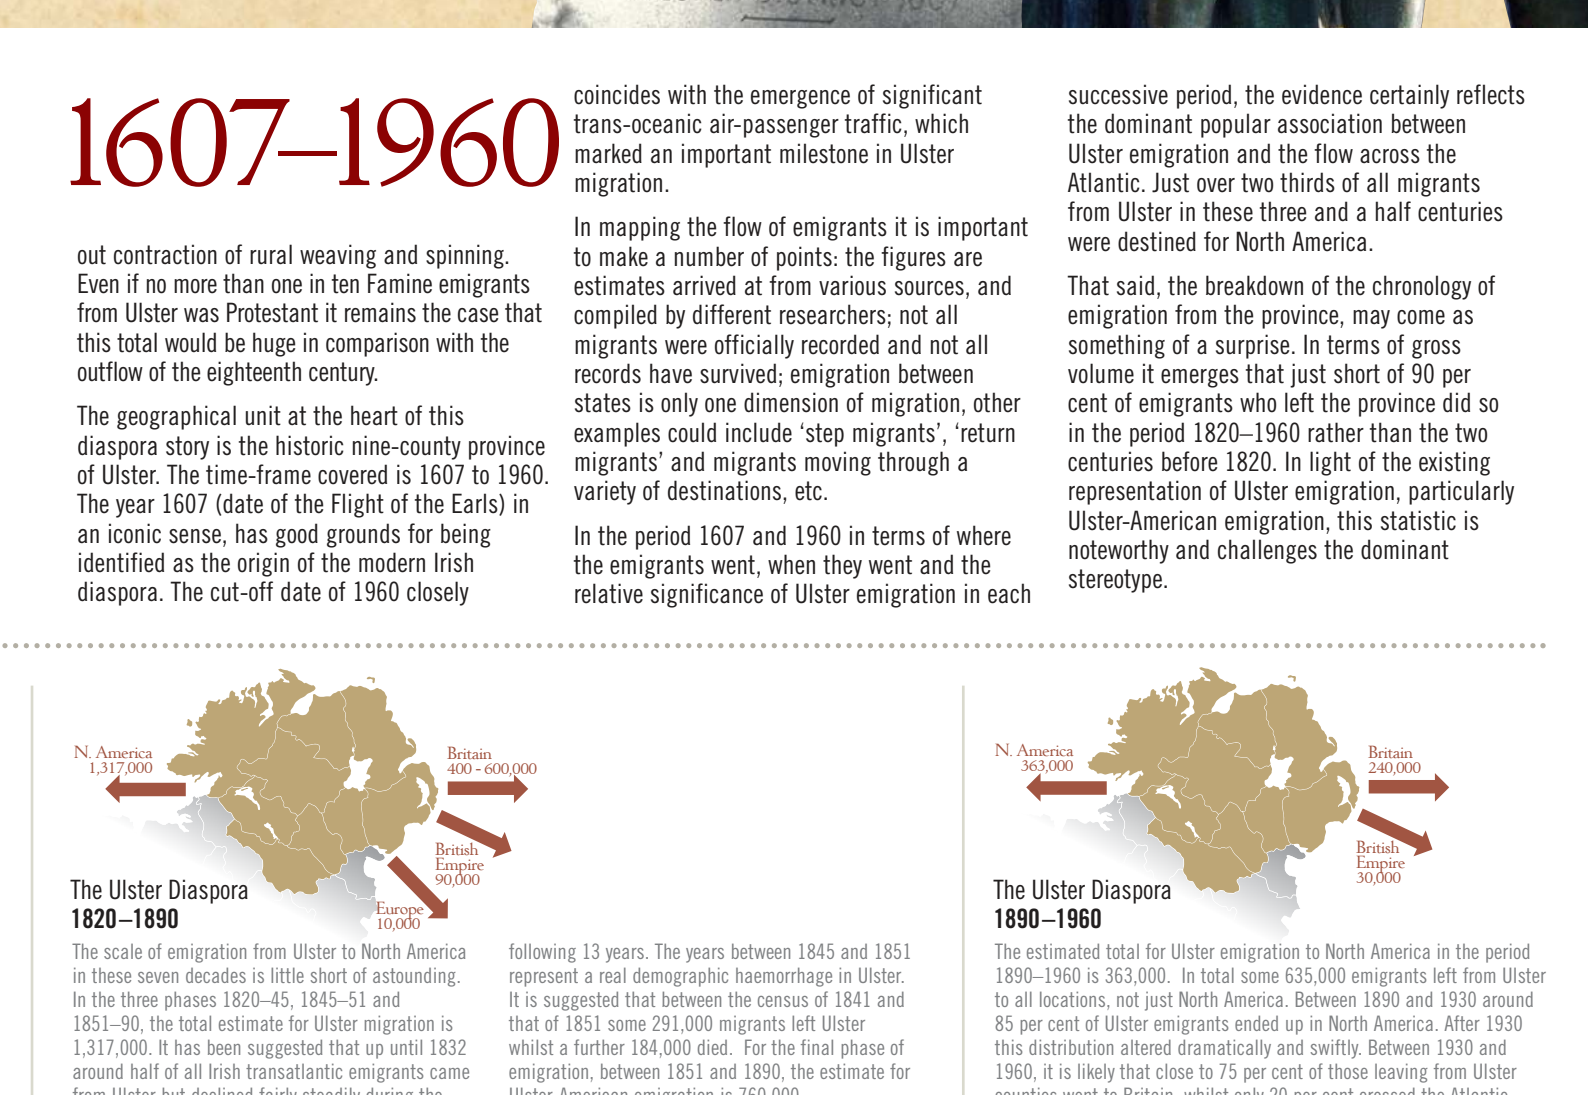 1607–1960
out contraction of rural weaving and spinning.
Even if no more than one in ten Famine emigrants
from Ulster was Protestant it remains the case that
this total would be huge in comparison with the
outflow of the eighteenth century.
The geographical unit at the heart of this
diaspora story is the historic nine-county province
of Ulster. The time-frame covered is 1607 to 1960.
The year 1607 (date of the Flight of the Earls) in
an iconic sense, has good grounds for being
identified as the origin of the modern Irish
diaspora. The cut-off date of 1960 closely
coincides with the emergence of significant
trans-oceanic air-passenger traffic, which
marked an important milestone in Ulster
migration.
In mapping the flow of emigrants it is important
to make a number of points: the figures are
estimates arrived at from various sources, and
compiled by different researchers; not all
migrants were officially recorded and not all
records have survived; emigration between
states is only one dimension of migration, other
examples could include ‘step migrants’, ‘return
migrants’ and migrants moving through a
variety of destinations, etc.
In the period 1607 and 1960 in terms of where
the emigrants went, when they went and the
relative significance of Ulster emigration in each
successive period, the evidence certainly reflects
the dominant popular association between
Ulster emigration and the flow across the
Atlantic. Just over two thirds of all migrants
from Ulster in these three and a half centuries
were destined for North America.
That said, the breakdown of the chronology of
emigration from the province, may come as
something of a surprise. In terms of gross
volume it emerges that just short of 90 per
cent of emigrants who left the province did so
in the period 1820–1960 rather than the two
centuries before 1820. In light of the existing
representation of Ulster emigration, particularly
Ulster-American emigration, this statistic is
noteworthy and challenges the dominant
stereotype.
N. America
1,317,000
Britain
400 - 600,000
British
Empire
90,000
Europe
10,000
The Ulster Diaspora
1820–1890
The scale of emigration from Ulster to North America
in these seven decades is little short of astounding.
In the three phases 1820–45, 1845–51 and
1851–90, the total estimate for Ulster migration is
1,317,000. It has been suggested that up until 1832
around half of all Irish transatlantic emigrants came
from Ulster but declined fairly steadily during the
following 13 years. The years between 1845 and 1851
represent a real demographic haemorrhage in Ulster.
It is suggested that between the census of 1841 and
that of 1851 some 291,000 migrants left Ulster
whilst a further 184,000 died. For the final phase of
emigration, between 1851 and 1890, the estimate for
Ulster-American emigration is 760,000.
N. America
363,000
Britain
240,000
British
Empire
30,000
The Ulster Diaspora
1890–1960
The estimated total for Ulster emigration to North America in the period
1890–1960 is 363,000. In total some 635,000 emigrants left from Ulster
to all locations, not just North America. Between 1890 and 1930 around
85 per cent of Ulster emigrants ended up in North America. After 1930
this distribution altered dramatically and swiftly. Between 1930 and
1960, it is likely that close to 75 per cent of those leaving from Ulster
counties went to Britain, whilst only 20 per cent crossed the Atlantic.